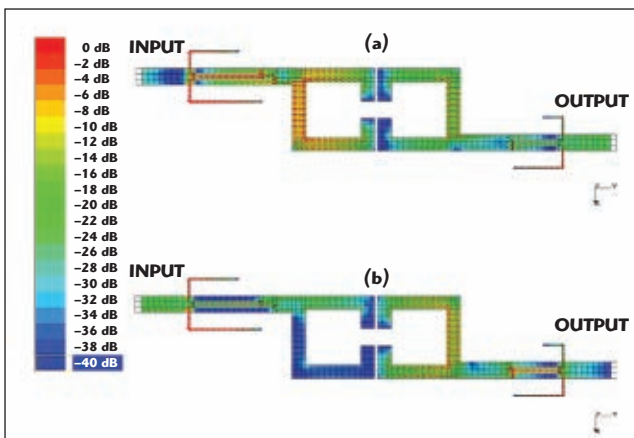 0 dB
−2 dB
−4 dB
−6 dB
−8 dB
−10 dB
−12 dB
−14 dB
−16 dB
−18 dB
−20 dB
−22 dB
−24 dB
−26 dB
−28 dB
−30 dB
−32 dB
−34 dB
−36 dB
−38 dB
−40 dB
INPUT
(a)
OUTPUT
INPUT
(b)
OUTPUT